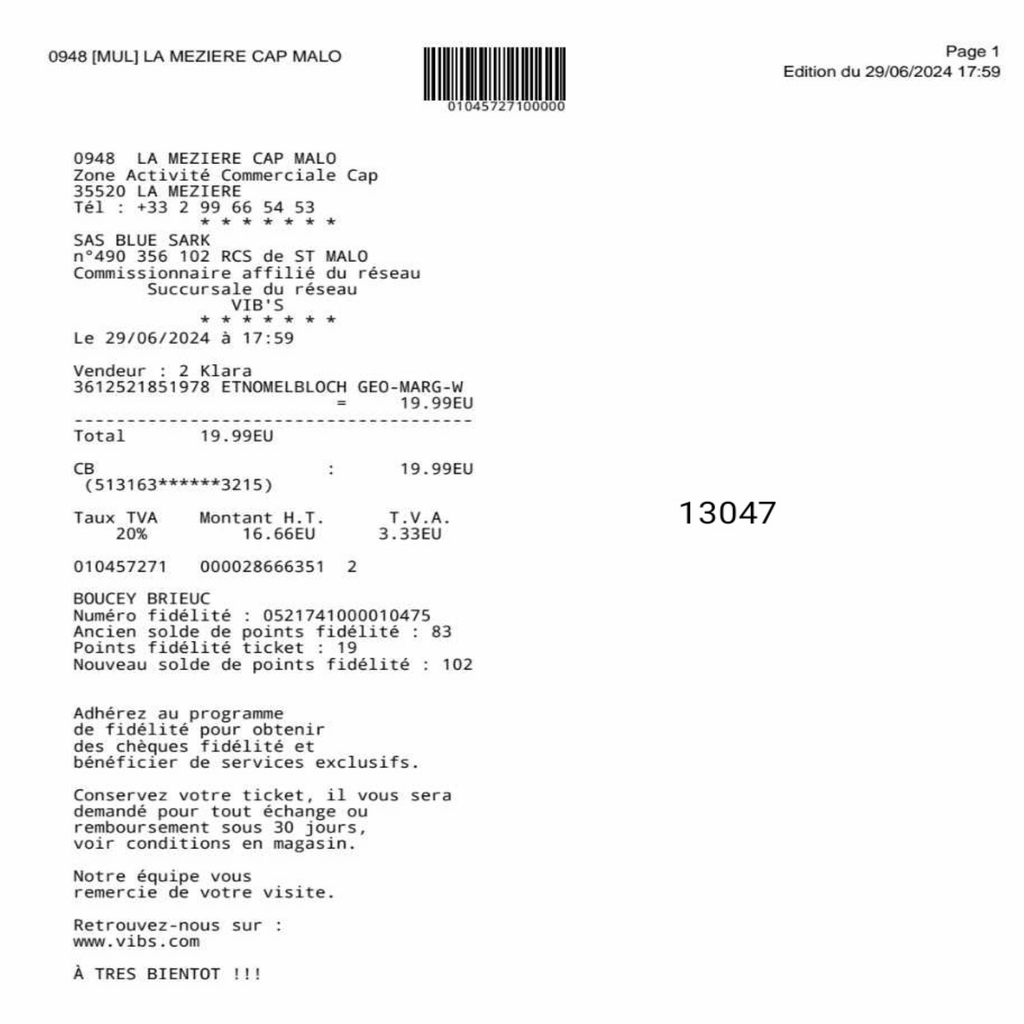 0948 [MUL] LA MEZIERE CAP MALO
01045727100000
Page 1
Edition du 29/06/2024 17:59
0948  LA MEZIERE CAP MALO
Zone Activité Commerciale Cap
35520 LA MEZIERE
Tél : +33 2 99 66 54 53
* * * * * * *
SAS BLUE SARK
n°490 356 102 RCS de ST MALO
Commissionnaire affilié du réseau
Succursale du réseau
VIB'S
* * * * * * *
Le 29/06/2024 à 17:59
Vendeur : 2 Klara
3612521851978 ETNOMELBLOCH GEO-MARG-W
=     19.99EU
--------------------------------------
Total       19.99EU
CB                      :      19.99EU
(513163******3215)
Taux TVA    Montant H.T.      T.V.A.
20%         16.66EU      3.33EU
13047
010457271   000028666351  2
BOUCEY BRIEUC
Numéro fidélité : 0521741000010475
Ancien solde de points fidélité : 83
Points fidélité ticket : 19
Nouveau solde de points fidélité : 102
Adhérez au programme
de fidélité pour obtenir
des chèques fidélité et
bénéficier de services exclusifs.
Conservez votre ticket, il vous sera
demandé pour tout échange ou
remboursement sous 30 jours,
voir conditions en magasin.
Notre équipe vous
remercie de votre visite.
Retrouvez-nous sur :
www.vibs.com
À TRES BIENTOT !!!